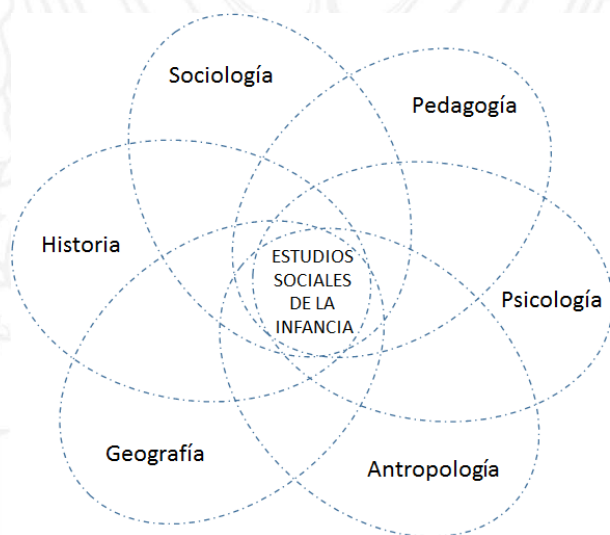 Sociología
Pedagogía
Historia
ESTUDIOS
SOCIALES
DE LA
INFANCIA
Psicología
Geografía
Antropología